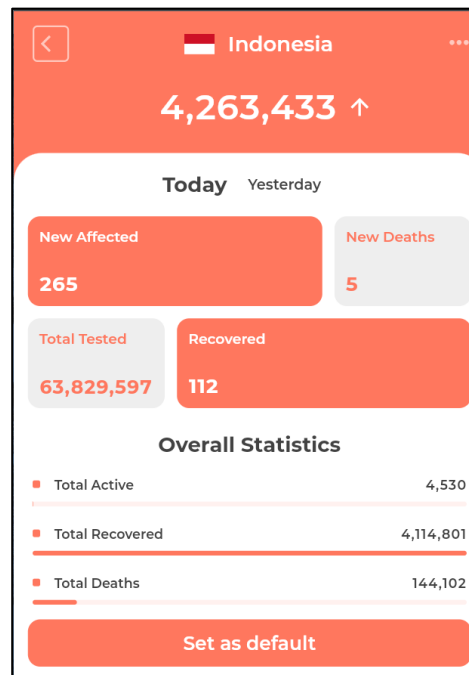 Indonesia
4,263,433 ↑
Today Yesterday
New Affected
265
New Deaths
5
Total Tested
63,829,597
Recovered
112
Overall Statistics
Total Active 4,530
Total Recovered 4,114,801
Total Deaths 144,102
Set as default